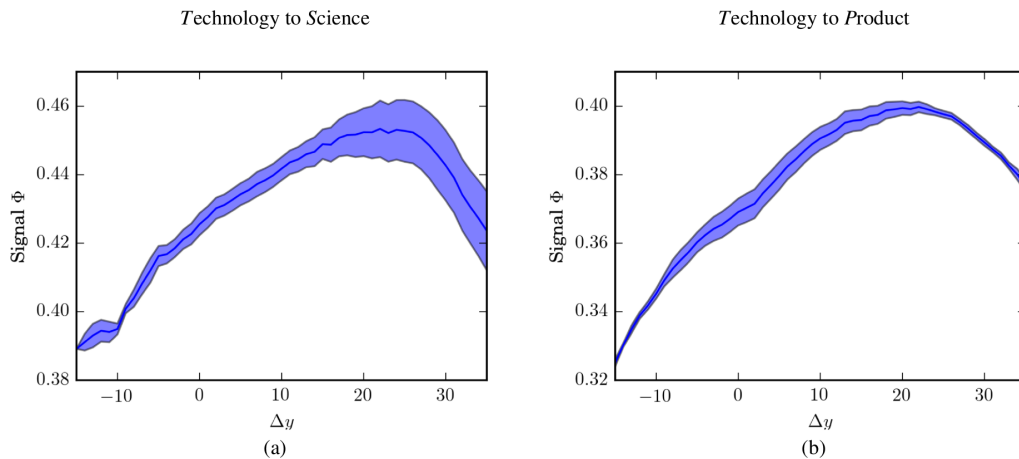 Technology to Science
Technology to Product
0.46
0.44
0.42
0.40
0.38
Signal Φ
−10 0 10 20 30
Δy
(a)
0.40
0.38
0.36
0.34
0.32
Signal Φ
−10 0 10 20 30
Δy
(b)